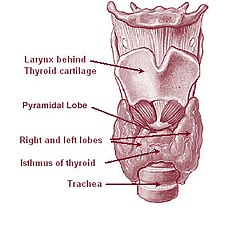 Larynx behind
Thyroid cartilage
Pyramidal Lobe
Right and left lobes
Isthmus of thyroid
Trachea